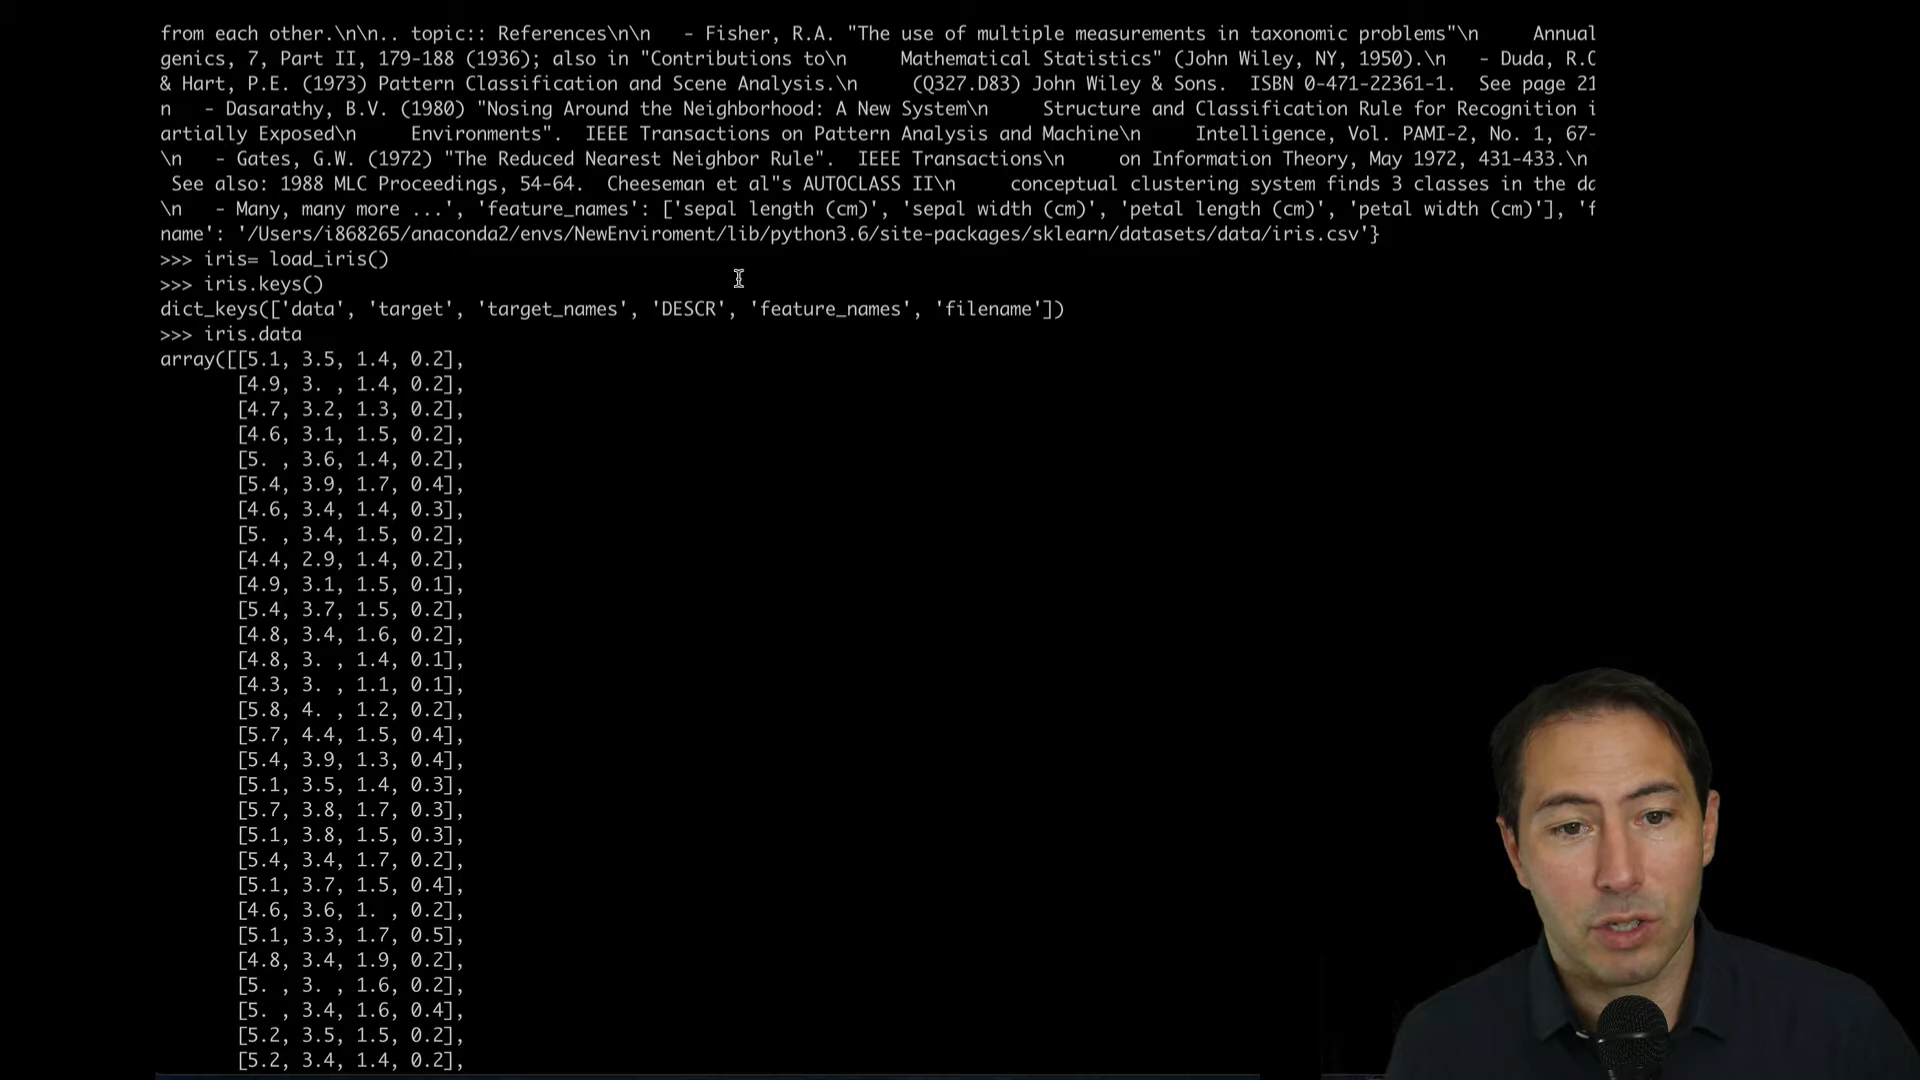 from each other.\n\n.. topic:: References\n\n   - Fisher, R.A. "The use of multiple measurements in taxonomic problems"\n     Annual
genics, 7, Part II, 179-188 (1936); also in "Contributions to\n     Mathematical Statistics" (John Wiley, NY, 1950).\n   - Duda, R.O
& Hart, P.E. (1973) Pattern Classification and Scene Analysis.\n     (Q327.D83) John Wiley & Sons.  ISBN 0-471-22361-1.  See page 21
n   - Dasarathy, B.V. (1980) "Nosing Around the Neighborhood: A New System\n     Structure and Classification Rule for Recognition i
artially Exposed\n     Environments".  IEEE Transactions on Pattern Analysis and Machine\n     Intelligence, Vol. PAMI-2, No. 1, 67-
\n   - Gates, G.W. (1972) "The Reduced Nearest Neighbor Rule".  IEEE Transactions\n     on Information Theory, May 1972, 431-433.\n
See also: 1988 MLC Proceedings, 54-64.  Cheeseman et al"s AUTOCLASS II\n     conceptual clustering system finds 3 classes in the da
\n   - Many, many more ...', 'feature_names': ['sepal length (cm)', 'sepal width (cm)', 'petal length (cm)', 'petal width (cm)'], 'f
name': '/Users/i868265/anaconda2/envs/NewEnviroment/lib/python3.6/site-packages/sklearn/datasets/data/iris.csv'}
>>> iris= load_iris()
>>> iris.keys()
dict_keys(['data', 'target', 'target_names', 'DESCR', 'feature_names', 'filename'])
>>> iris.data
array([[5.1, 3.5, 1.4, 0.2],
[4.9, 3. , 1.4, 0.2],
[4.7, 3.2, 1.3, 0.2],
[4.6, 3.1, 1.5, 0.2],
[5. , 3.6, 1.4, 0.2],
[5.4, 3.9, 1.7, 0.4],
[4.6, 3.4, 1.4, 0.3],
[5. , 3.4, 1.5, 0.2],
[4.4, 2.9, 1.4, 0.2],
[4.9, 3.1, 1.5, 0.1],
[5.4, 3.7, 1.5, 0.2],
[4.8, 3.4, 1.6, 0.2],
[4.8, 3. , 1.4, 0.1],
[4.3, 3. , 1.1, 0.1],
[5.8, 4. , 1.2, 0.2],
[5.7, 4.4, 1.5, 0.4],
[5.4, 3.9, 1.3, 0.4],
[5.1, 3.5, 1.4, 0.3],
[5.7, 3.8, 1.7, 0.3],
[5.1, 3.8, 1.5, 0.3],
[5.4, 3.4, 1.7, 0.2],
[5.1, 3.7, 1.5, 0.4],
[4.6, 3.6, 1. , 0.2],
[5.1, 3.3, 1.7, 0.5],
[4.8, 3.4, 1.9, 0.2],
[5. , 3. , 1.6, 0.2],
[5. , 3.4, 1.6, 0.4],
[5.2, 3.5, 1.5, 0.2],
[5.2, 3.4, 1.4, 0.2],